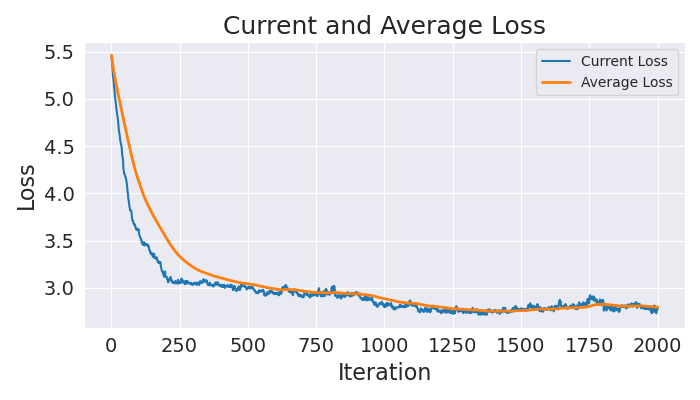 Current and Average Loss
Current Loss
Average Loss
Loss
5.5
5.0
4.5
4.0
3.5
3.0
0 250 500 750 1000 1250 1500 1750 2000
Iteration